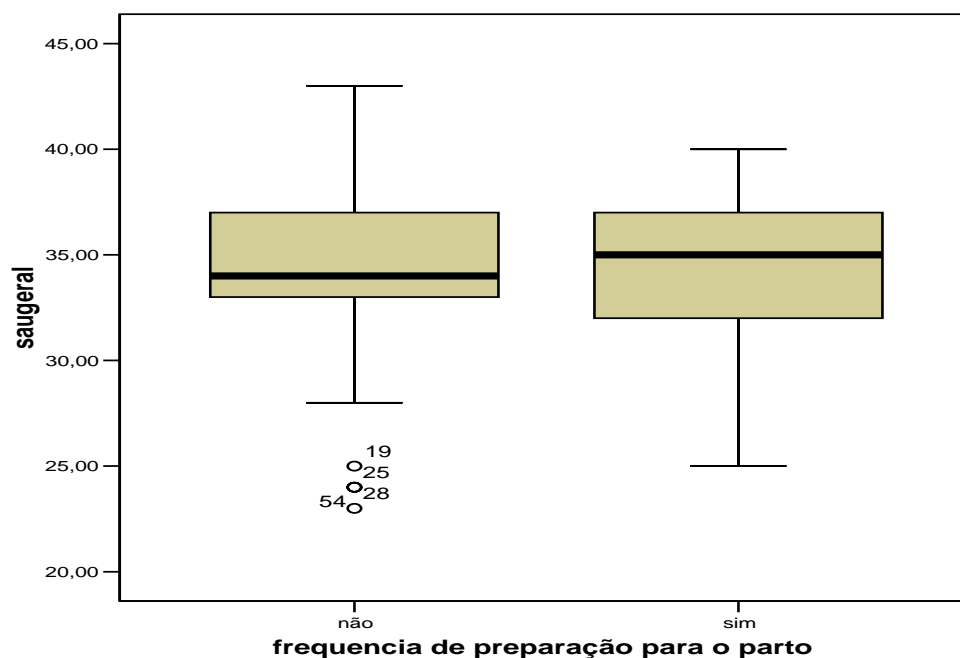 saugeral
45,00
40,00
35,00
30,00
25,00
20,00
19
25
28
54
não
sim
frequencia de preparação para o parto